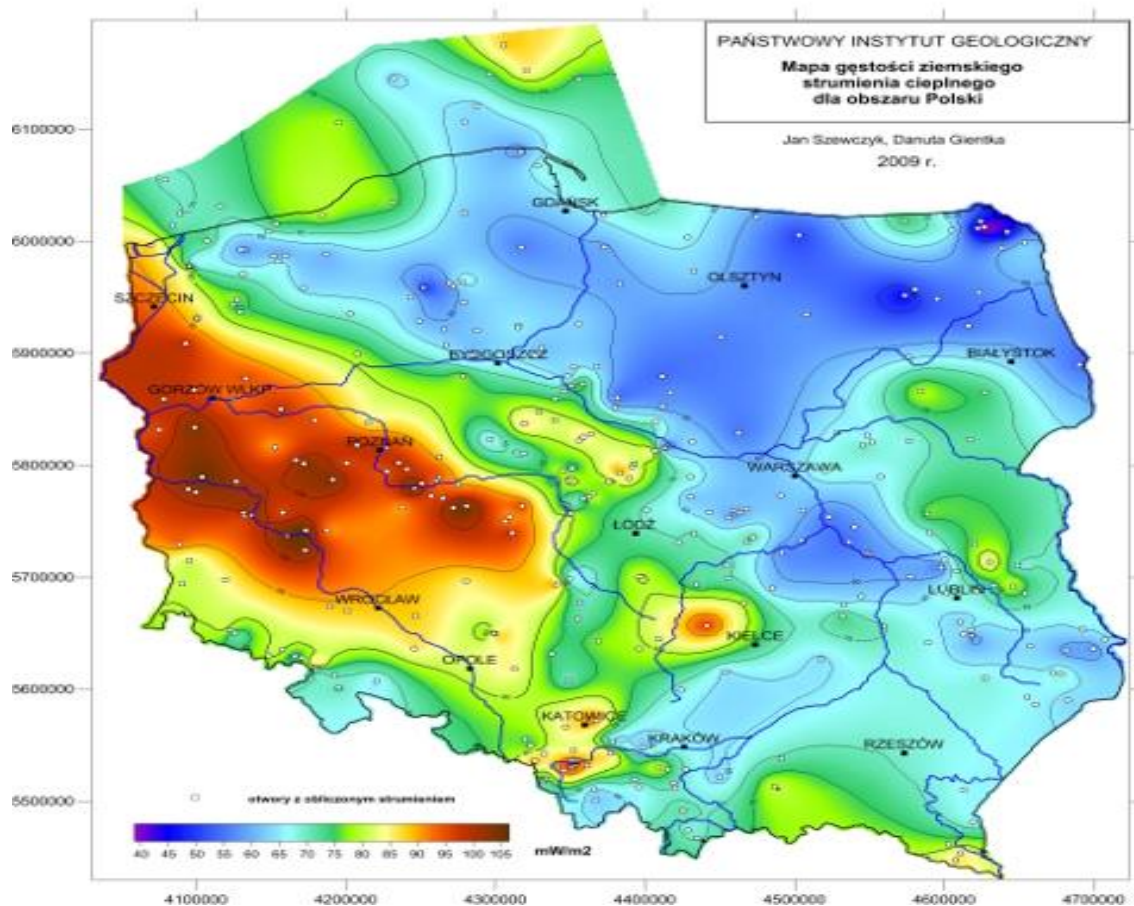 PAŃSTWOWY INSTYTUT GEOLOGICZNY
Mapa gęstości ziemskiego
strumienia cieplnego
dla obszaru Polski
Jan Szewczyk, Danuta Gientka
2009 r.
6100000
6000000
5900000
5800000
5700000
5600000
5500000
GDAŃSK
OLSZTYN
SZCZECIN
BYDGOSZCZ
BIAŁYSTOK
GORZÓW WLKP
POZNAŃ
WARSZAWA
ŁÓDŹ
LUBLIN
WROCŁAW
KIELCE
OPOLE
KATOWICE
KRAKÓW
RZESZÓW
otwory z obliczonym strumieniem
40 45 50 55 60 65 70 75 80 85 90 95 100 105 mW/m2
4100000 4200000 4300000 4400000 4500000 4600000 4700000